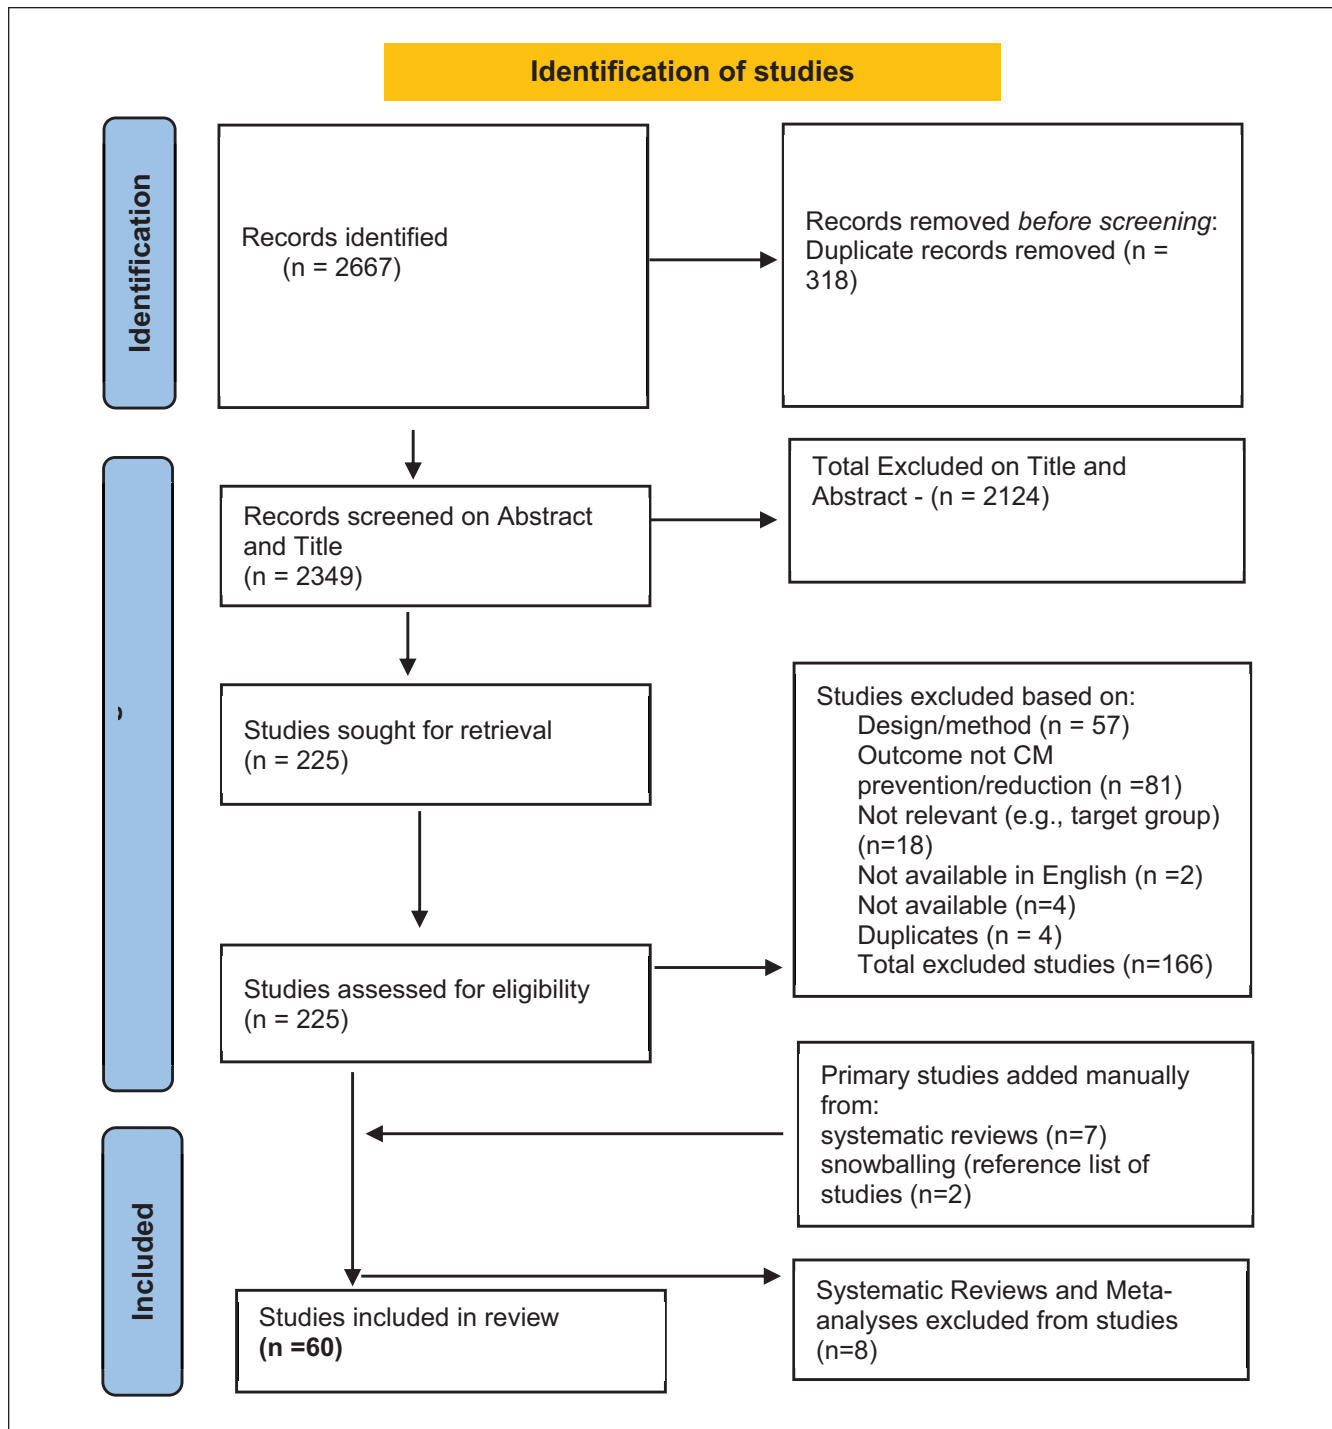 Identification of studies
Identification
Records identified
(n = 2667)
Records removed before screening:
Duplicate records removed (n =
318)
Records screened on Abstract
and Title
(n = 2349)
Total Excluded on Title and
Abstract - (n = 2124)
Studies sought for retrieval
(n = 225)
Studies excluded based on:
Design/method (n = 57)
Outcome not CM
prevention/reduction (n =81)
Not relevant (e.g., target group)
(n=18)
Not available in English (n =2)
Not available (n=4)
Duplicates (n = 4)
Total excluded studies (n=166)
Studies assessed for eligibility
(n = 225)
Primary studies added manually
from:
systematic reviews (n=7)
snowballing (reference list of
studies (n=2)
Included
Studies included in review
(n =60)
Systematic Reviews and Meta-
analyses excluded from studies
(n=8)